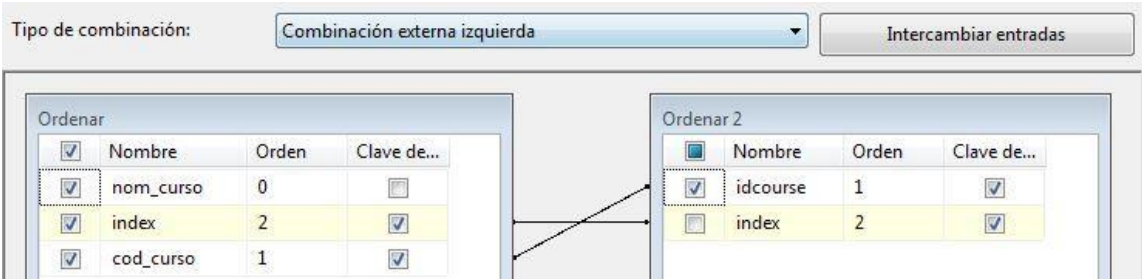 Tipo de combinación: Combinación externa izquierda Intercambiar entradas
Ordenar Ordenar 2
Nombre Orden Clave de... Nombre Orden Clave de...
nom_curso 0 idcourse 1
index 2 index 2
cod_curso 1